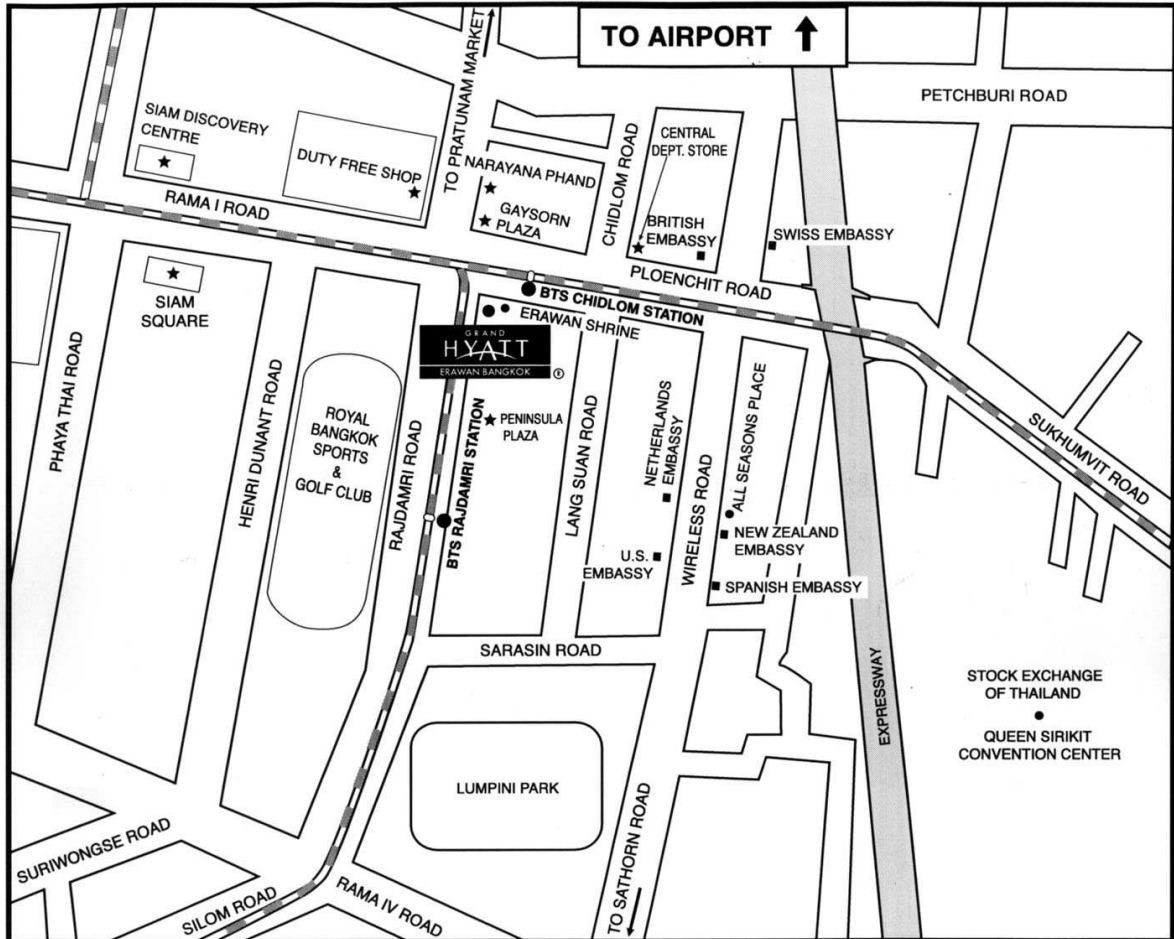 TO AIRPORT
PETCHBURI ROAD
TO PRATUNAM MARKET
SIAM DISCOVERY
CENTRE
DUTY FREE SHOP
NARAYANA PHAND
GAYSORN
PLAZA
CHIDLOM ROAD
CENTRAL
DEPT. STORE
BRITISH
EMBASSY
SWISS EMBASSY
RAMA I ROAD
PLOENCHIT ROAD
SIAM
SQUARE
BTS CHIDLOM STATION
ERAWAN SHRINE
GRAND
HYATT
ERAWAN BANGKOK
®
PHAYA THAI ROAD
HENRI DUNANT ROAD
ROYAL
BANGKOK
SPORTS
&
GOLF CLUB
RAJDAMRI ROAD
BTS RAJDAMRI STATION
PENINSULA
PLAZA
LANG SUAN ROAD
NETHERLANDS
EMBASSY
U.S.
EMBASSY
WIRELESS ROAD
ALL SEASONS PLACE
NEW ZEALAND
EMBASSY
SPANISH EMBASSY
SUKHUMVIT ROAD
SARASIN ROAD
EXPRESSWAY
STOCK EXCHANGE
OF THAILAND
QUEEN SIRIKIT
CONVENTION CENTER
LUMPINI PARK
SURIWONGSE ROAD
SILOM ROAD
RAMA IV ROAD
TO SATHORN ROAD